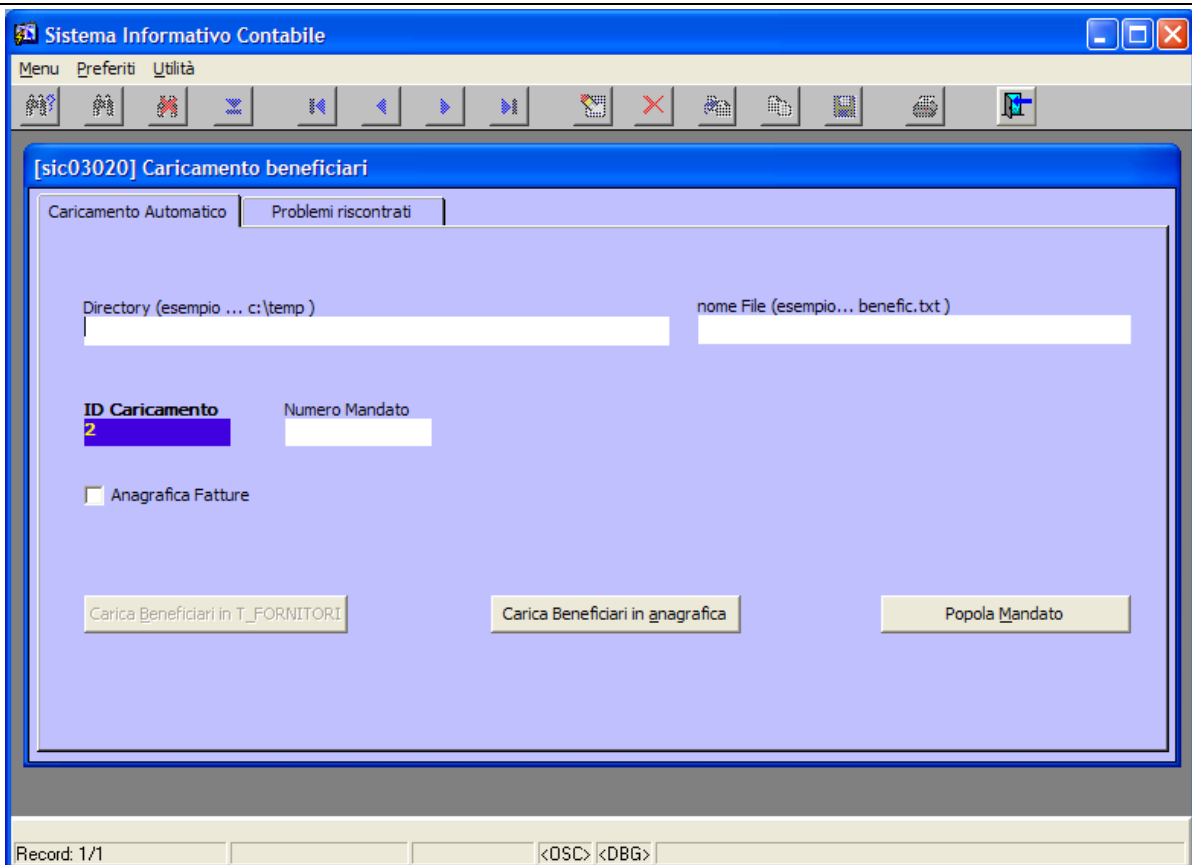 Sistema Informativo Contabile
Menu Preferiti Utilità
[sic03020] Caricamento beneficiari
Caricamento Automatico Problemi riscontrati
Directory (esempio ... c:\temp ) nome File (esempio... benefic.txt )
ID Caricamento Numero Mandato
2
Anagrafica Fatture
Carica Beneficiari in T_FORNITORI Carica Beneficiari in anagrafica Popola Mandato
Record: 1/1 <OSC> <DBG>